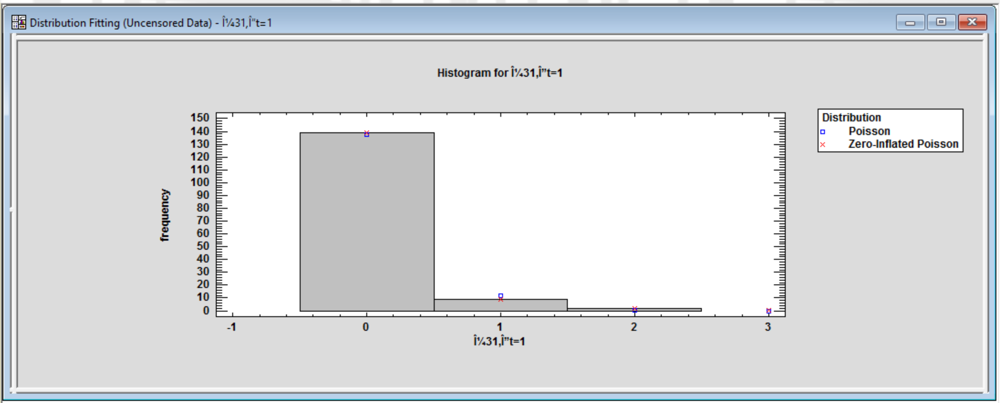 Distribution Fitting (Uncensored Data) - Î¼31,Î”t=1
Histogram for Î¼31,Î”t=1
Distribution
Poisson
Zero-Inflated Poisson
150
140
130
120
110
100
90
80
70
60
50
40
30
20
10
0
frequency
-1 0 1 2 3
Î¼31,Î”t=1